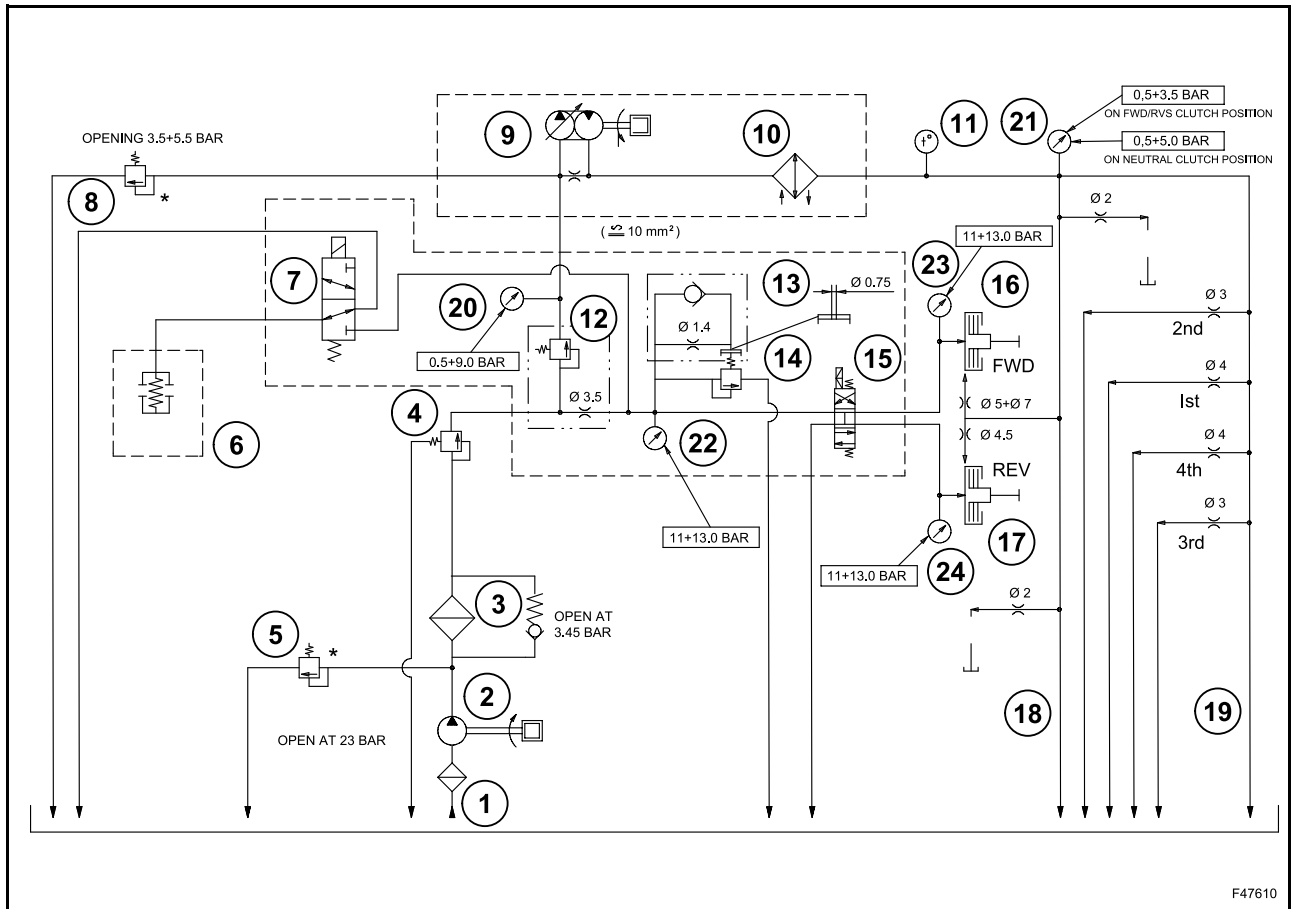 0,5+3.5 BAR
ON FWD/RVS CLUTCH POSITION
0,5+5.0 BAR
ON NEUTRAL CLUTCH POSITION
OPENING 3.5+5.5 BAR
9
10
11
21
t°
8
*
Ø 2
( ≌ 10 mm²)
11+13.0 BAR
7
20
12
13
Ø 0.75
23
16
Ø 3
2nd
0.5+9.0 BAR
Ø 1.4
14
15
FWD
Ø 4
Ist
4
Ø 3.5
Ø 5+Ø 7
Ø 4.5
6
22
REV
Ø 4
4th
Ø 3
3rd
11+13.0 BAR
17
11+13.0 BAR
24
3
OPEN AT
3.45 BAR
Ø 2
5
*
2
OPEN AT 23 BAR
18
19
1
F47610